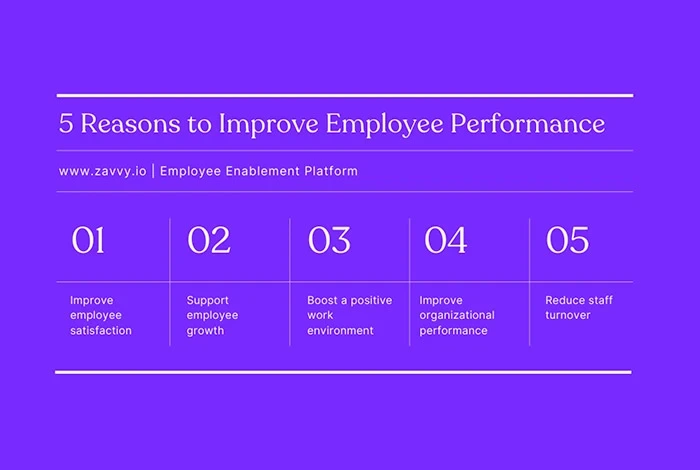 5 Reasons to Improve Employee Performance
www.zavvy.io | Employee Enablement Platform
01
02
03
04
05
Improve
employee
satisfaction
Support
employee
growth
Boost a positive
work
environment
Improve
organizational
performance
Reduce staff
turnover